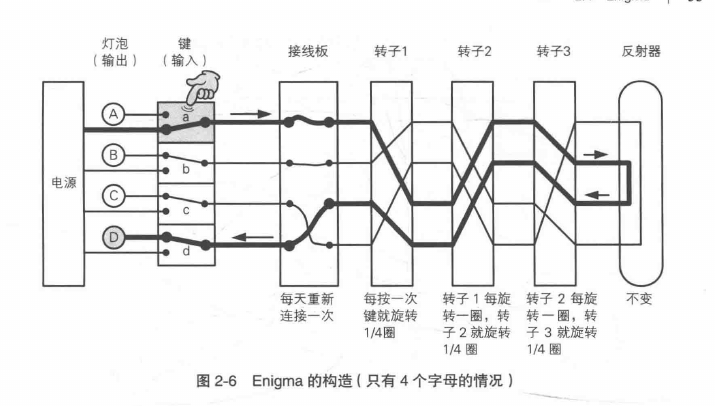 灯泡
（输出）
键
（输入）
接线板
转子1
转子2
转子3
反射器
电源
A
B
C
D
a
b
c
d
每天重新
连接一次
每按一次
键就旋转
1/4圈
转子 1 每旋
转一圈，转
子 2 就旋转
1/4 圈
转子 2 每旋
转一圈，转
子 3 就旋转
1/4 圈
不变
图 2-6 Enigma 的构造（只有 4 个字母的情况）